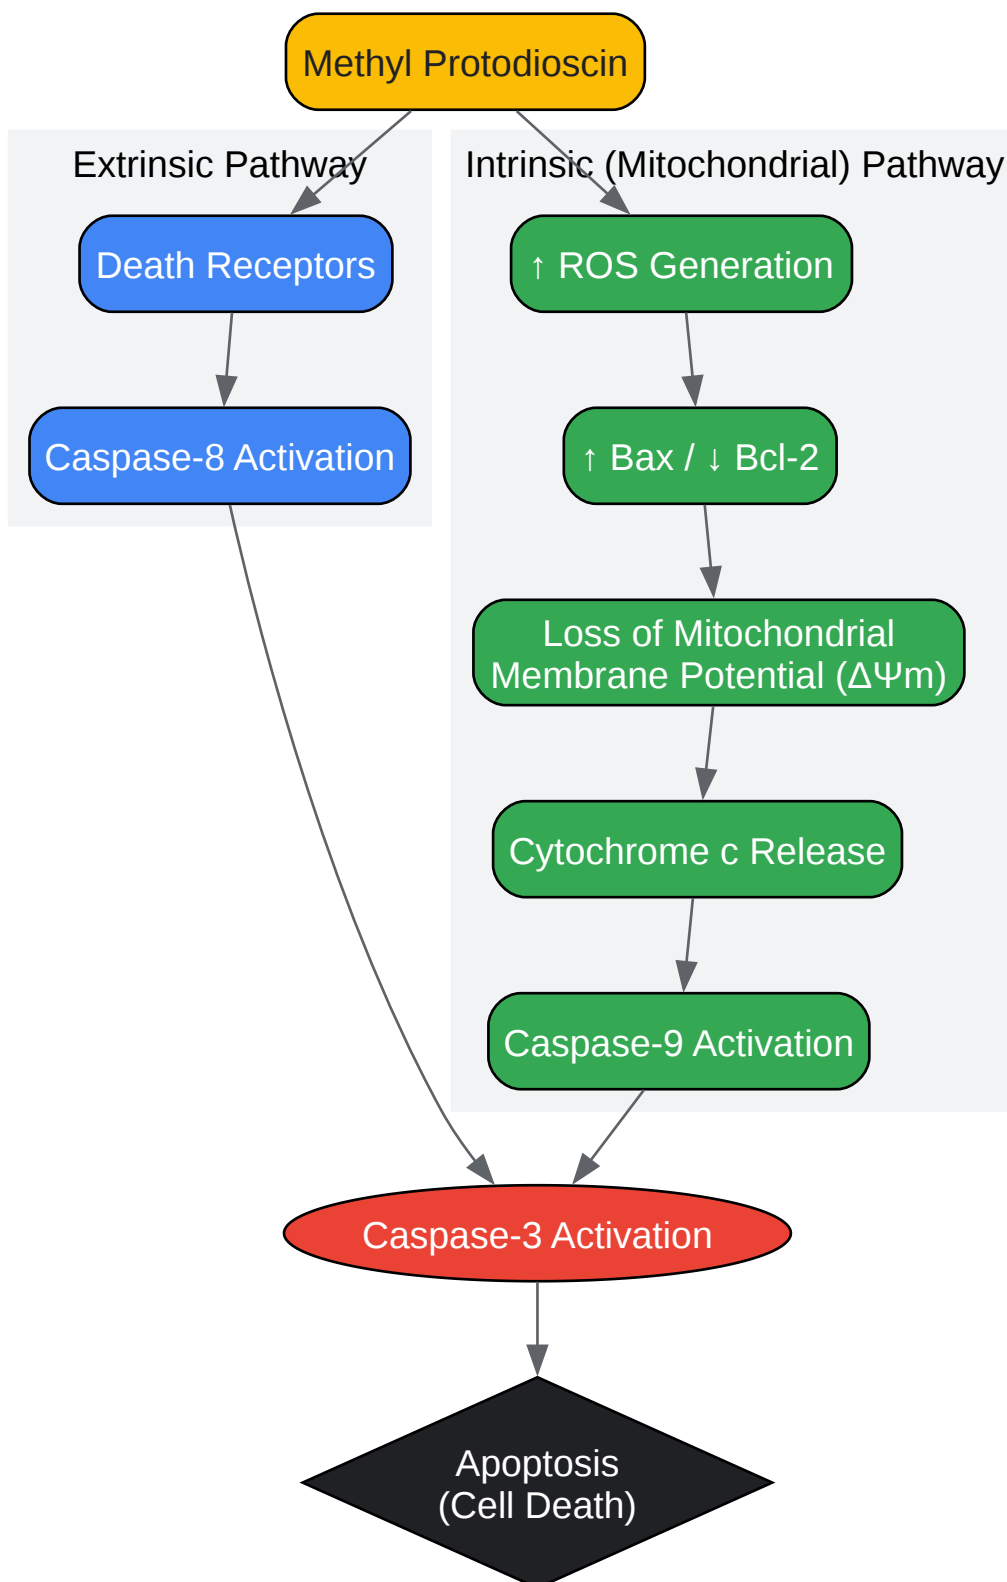 Methyl Protodioscin
Extrinsic Pathway
Intrinsic (Mitochondrial) Pathway
Death Receptors
↑ ROS Generation
Caspase-8 Activation
↑ Bax / ↓ Bcl-2
Loss of Mitochondrial
Membrane Potential (ΔΨm)
Cytochrome c Release
Caspase-9 Activation
Caspase-3 Activation
Apoptosis
(Cell Death)